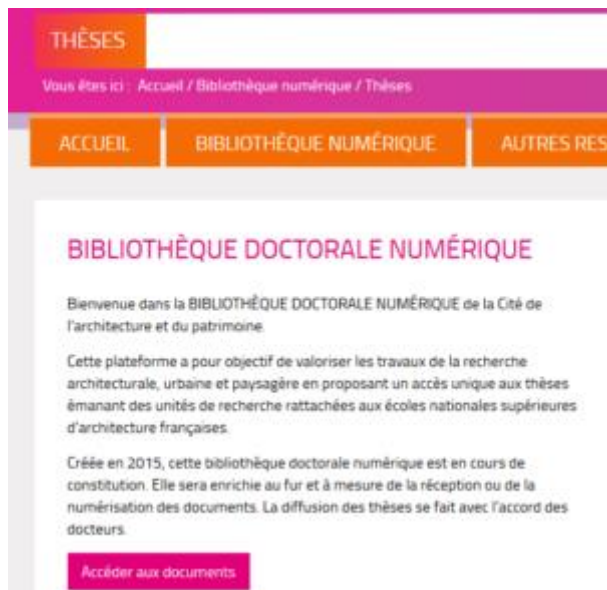 THÈSES
Vous êtes ici : Accueil / Bibliothèque numérique / Thèses
ACCUEIL
BIBLIOTHÈQUE NUMÉRIQUE
AUTRES RES
BIBLIOTHÈQUE DOCTORALE NUMÉRIQUE
Bienvenue dans la BIBLIOTHÈQUE DOCTORALE NUMÉRIQUE de la Cité de
l'architecture et du patrimoine.
Cette plateforme a pour objectif de valoriser les travaux de la recherche
architecturale, urbaine et paysagère en proposant un accès unique aux thèses
émanant des unités de recherche rattachées aux écoles nationales supérieures
d'architecture françaises.
Créée en 2015, cette bibliothèque doctorale numérique est en cours de
constitution. Elle sera enrichie au fur et à mesure de la réception ou de la
numérisation des documents. La diffusion des thèses se fait avec l'accord des
docteurs.
Accéder aux documents